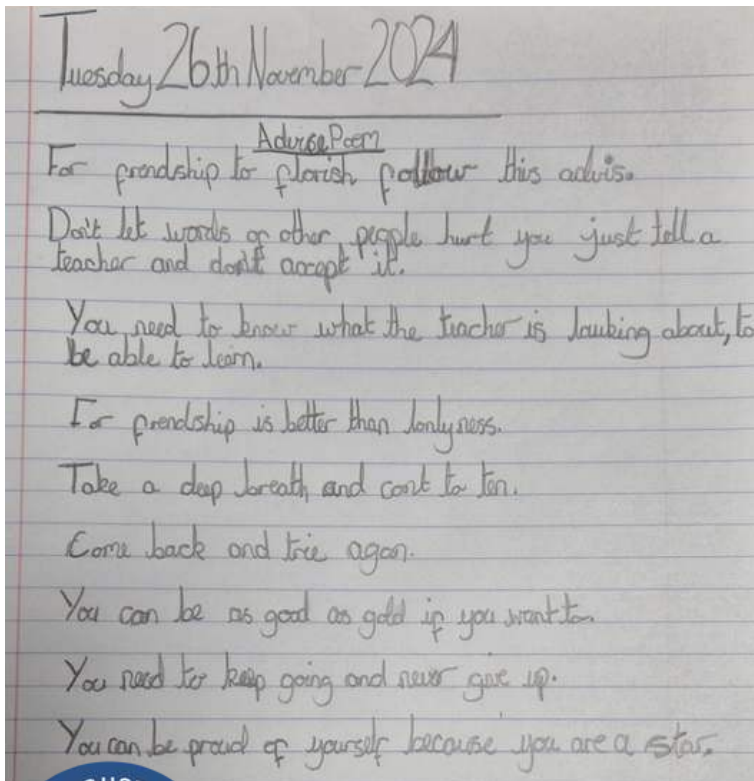 Tuesday 26th November 2024
Advise Poem
For frendship to florish follow this advis.
Don't let words or other people hurt you just tell a
teacher and don't accept it.
You need to know what the teacher is tauking about, to
be able to learn.
For frendship is better than lonlyness.
Take a deep breath and cont to ten.
Come back and trie agan.
You can be as good as gold if you want to.
You need to keep going and never give up.
You can be proud of yourself because you are a star.